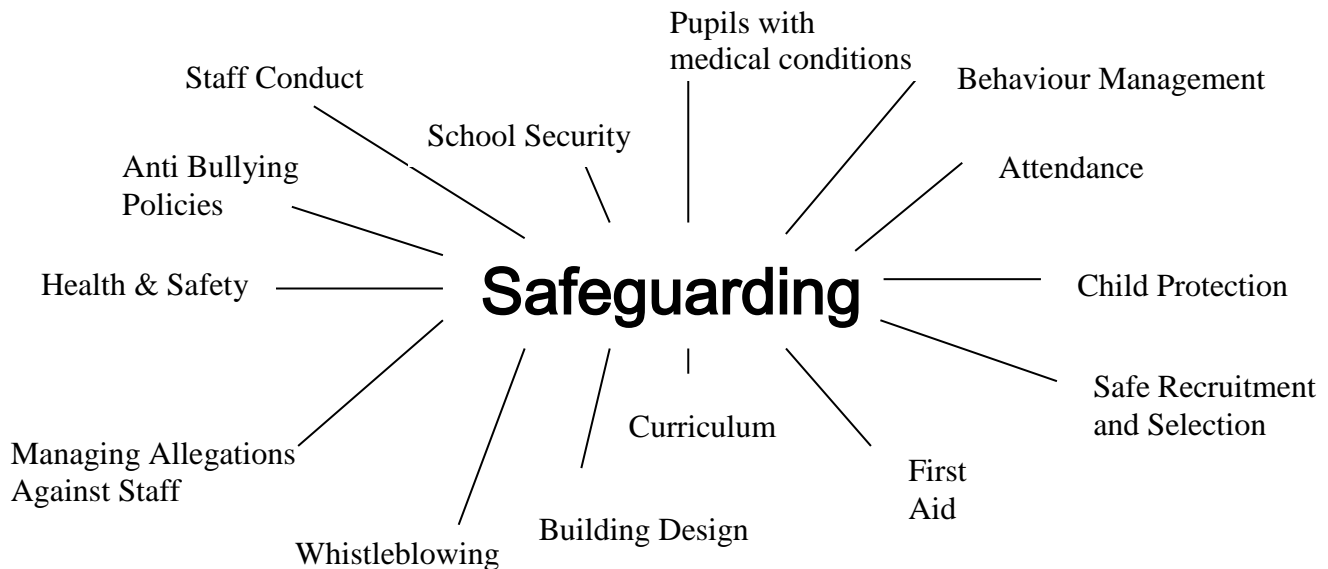 Pupils with
medical conditions
Staff Conduct
Behaviour Management
School Security
Anti Bullying
Policies
Attendance
Health & Safety
Safeguarding
Child Protection
Safe Recruitment
and Selection
Curriculum
Managing Allegations
Against Staff
First
Aid
Building Design
Whistleblowing